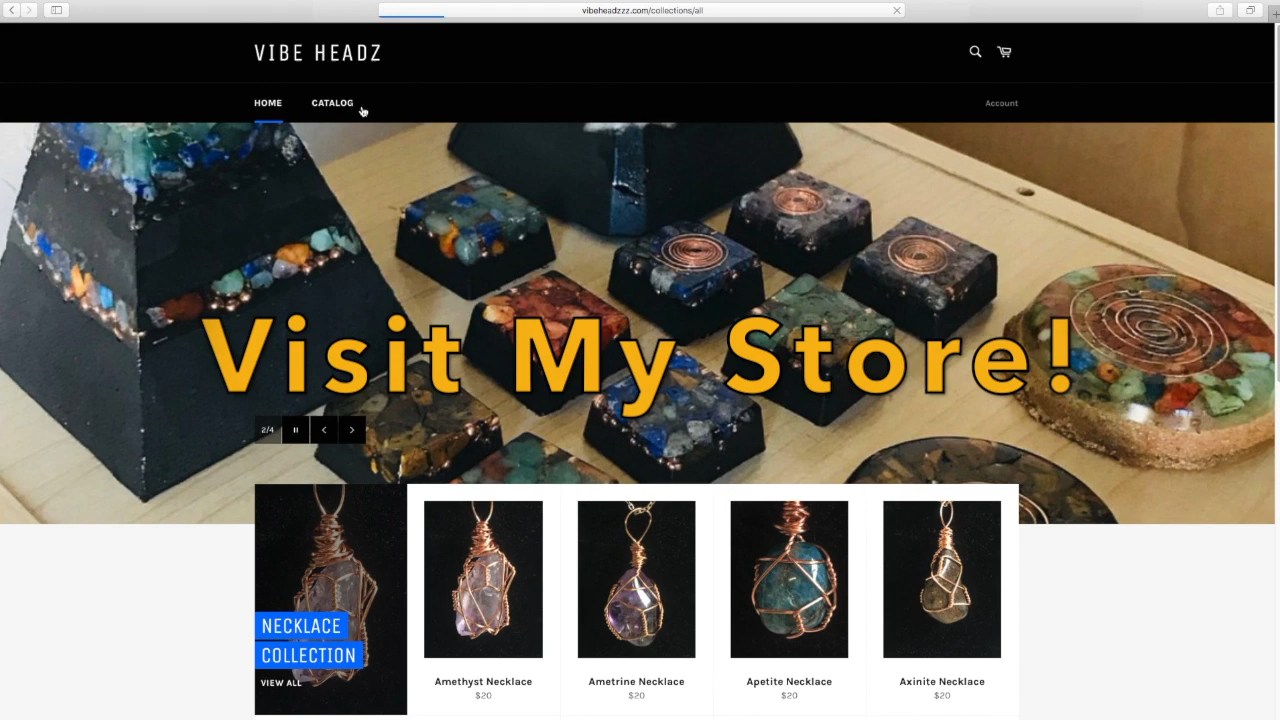 vibeheadzzz.com/collections/all
VIBE HEADZ
HOME CATALOG
Account
Visit My Store!
2/4
NECKLACE
COLLECTION
VIEW ALL
Amethyst Necklace
$20
Ametrine Necklace
$20
Apetite Necklace
$20
Axinite Necklace
$20